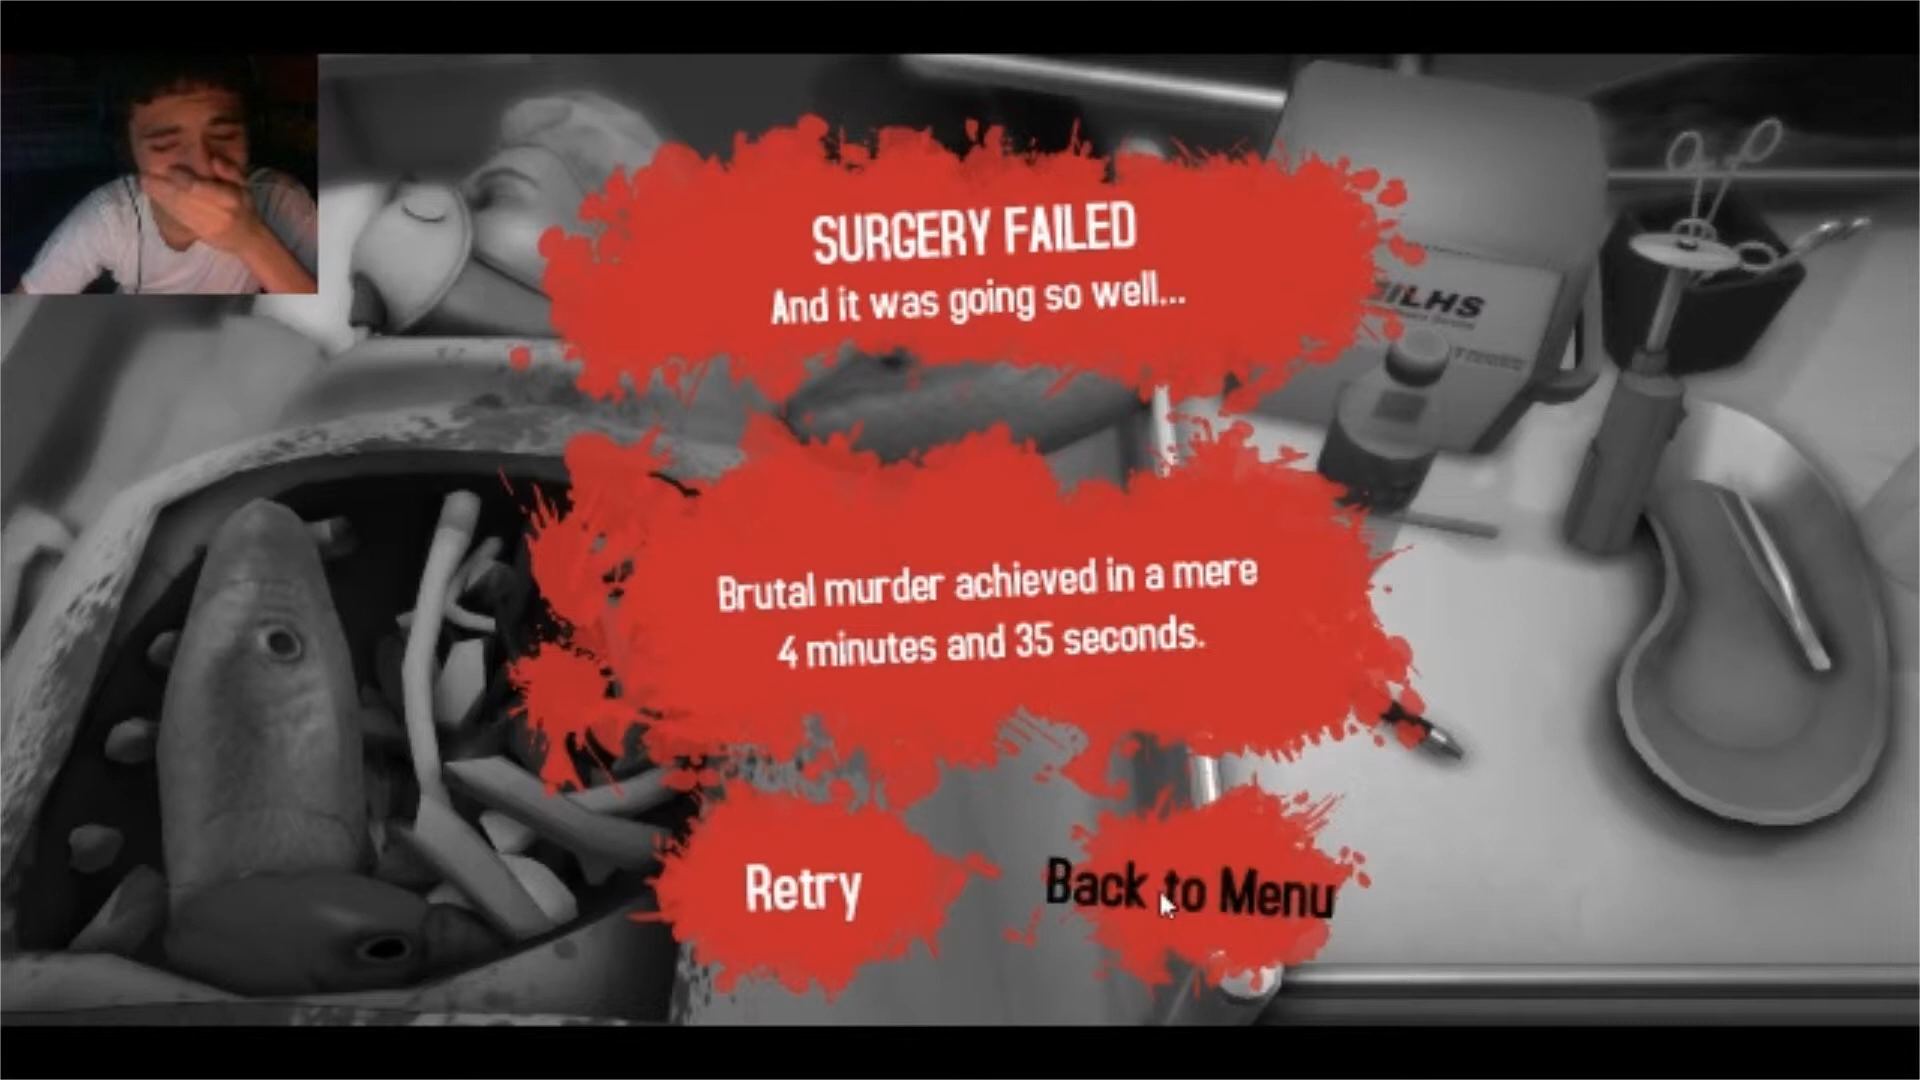 SURGERY FAILED
And it was going so well...
ILHS
Brutal murder achieved in a mere
4 minutes and 35 seconds.
Retry
Back to Menu